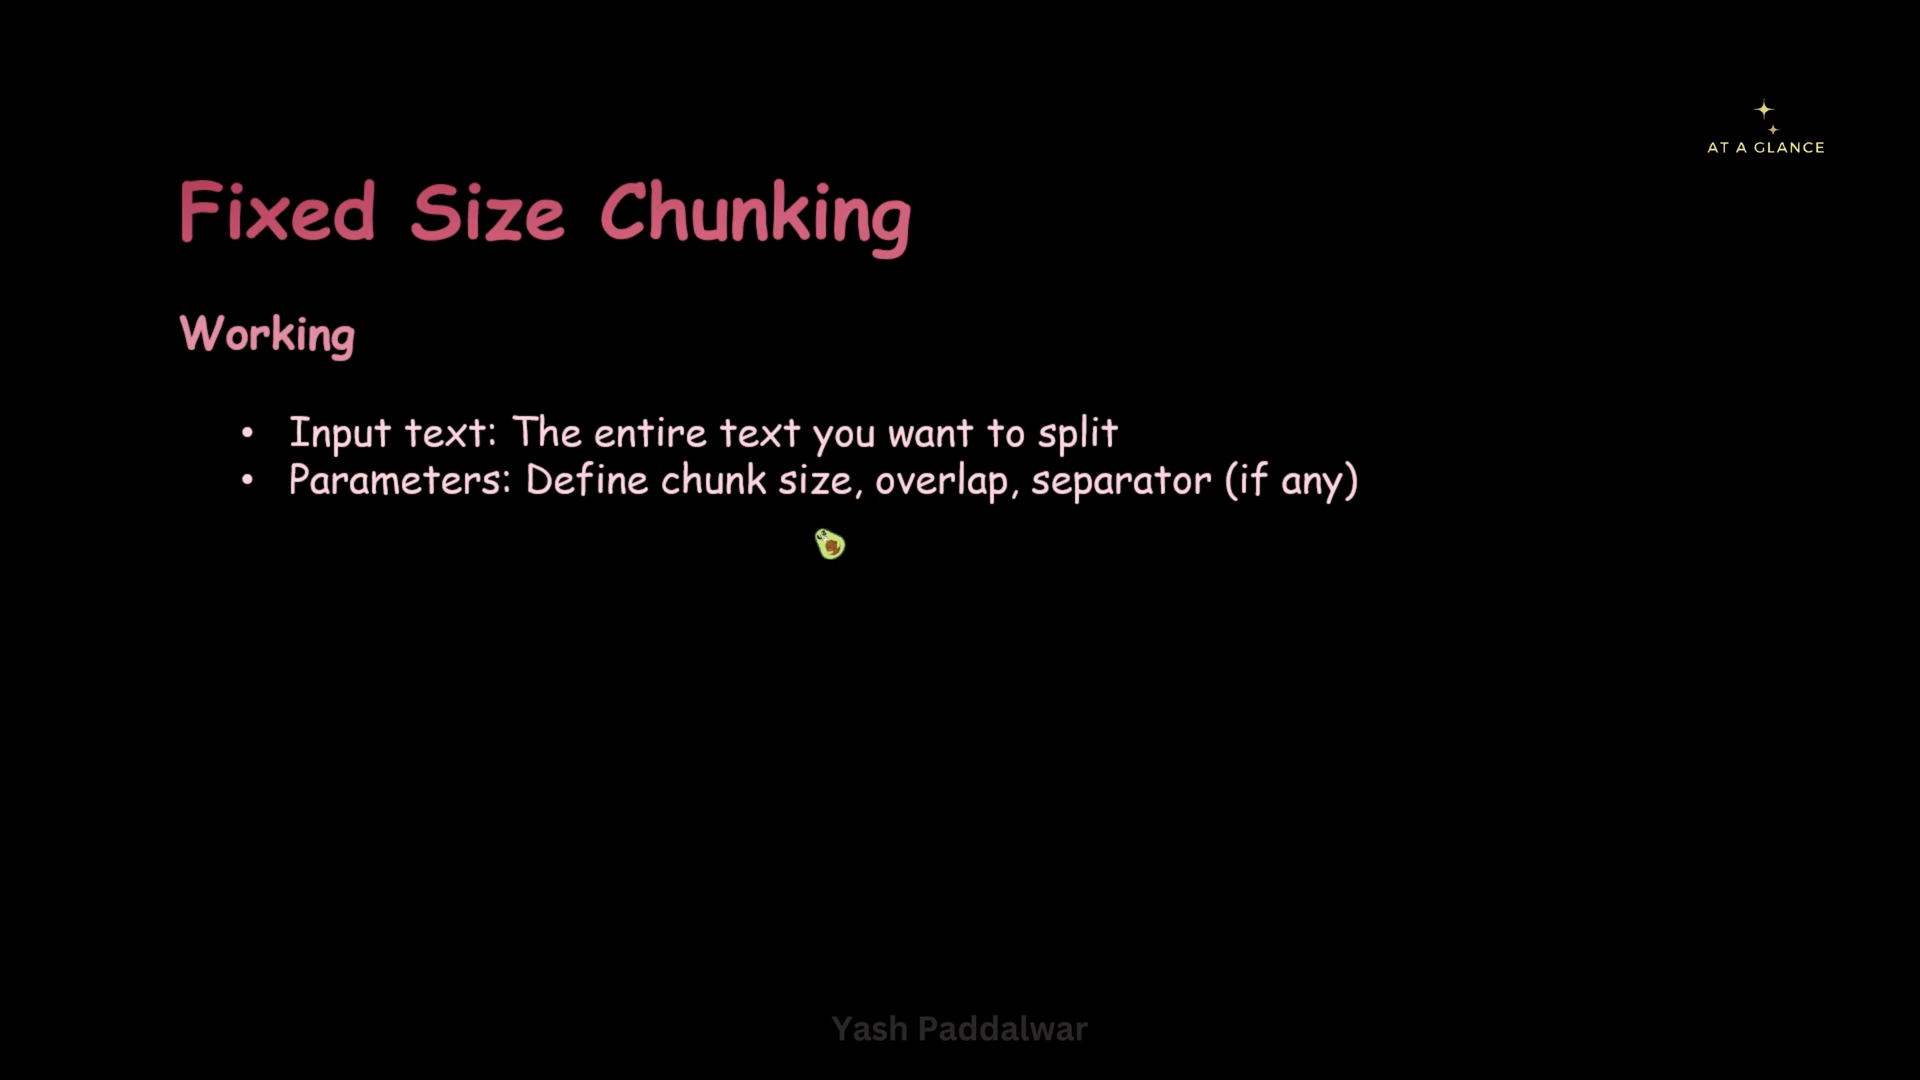 AT A GLANCE
Fixed Size Chunking
Working
• Input text: The entire text you want to split
• Parameters: Define chunk size, overlap, separator (if any)
Yash Paddalwar